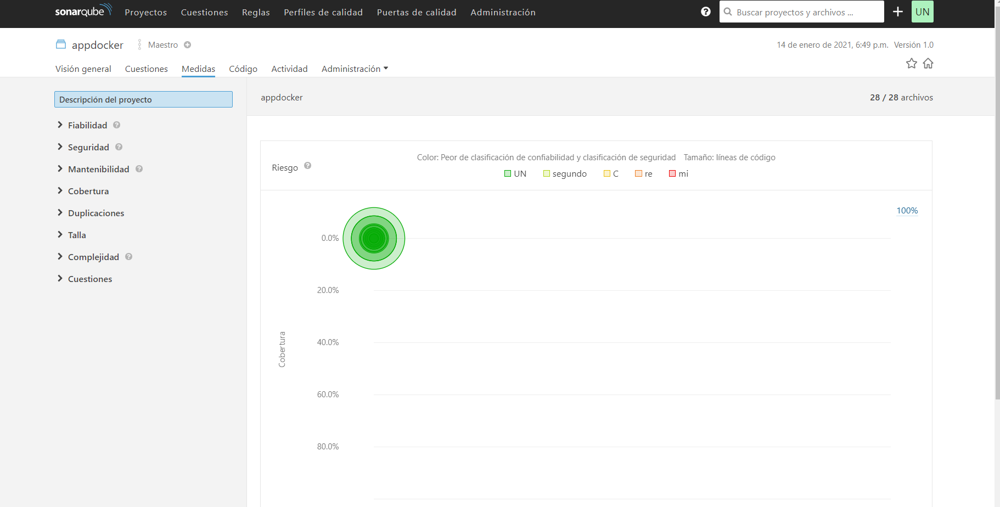 sonarqube Proyectos Cuestiones Reglas Perfiles de calidad Puertas de calidad Administración ? Buscar proyectos y archivos ... + UN
appdocker Maestro 14 de enero de 2021, 6:49 p.m. Versión 1.0
Visión general Cuestiones Medidas Código Actividad Administración
Descripción del proyecto
appdocker 28 / 28 archivos
Fiabilidad ?
Seguridad ?
Mantenibilidad ?
Cobertura
Duplicaciones
Talla
Complejidad ?
Cuestiones
Riesgo ?
Color: Peor de clasificación de confiabilidad y clasificación de seguridad Tamaño: líneas de código
UN segundo C re mi
100%
0.0%
20.0%
40.0%
60.0%
80.0%
Cobertura